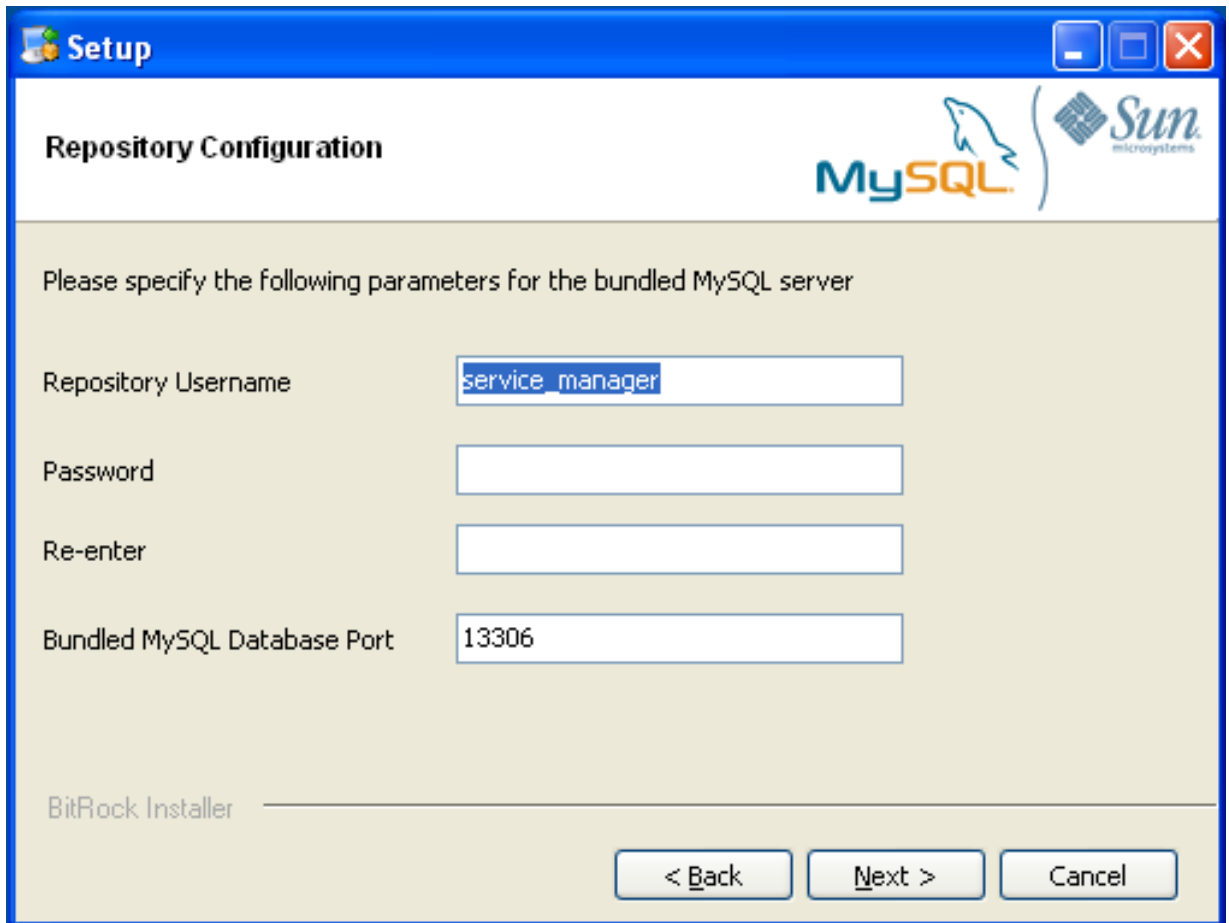 Setup
Repository Configuration
MySQL.
Sun
microsystems
Please specify the following parameters for the bundled MySQL server
Repository Username
service_manager
Password
Re-enter
Bundled MySQL Database Port
13306
BitRock Installer
< Back
Next >
Cancel